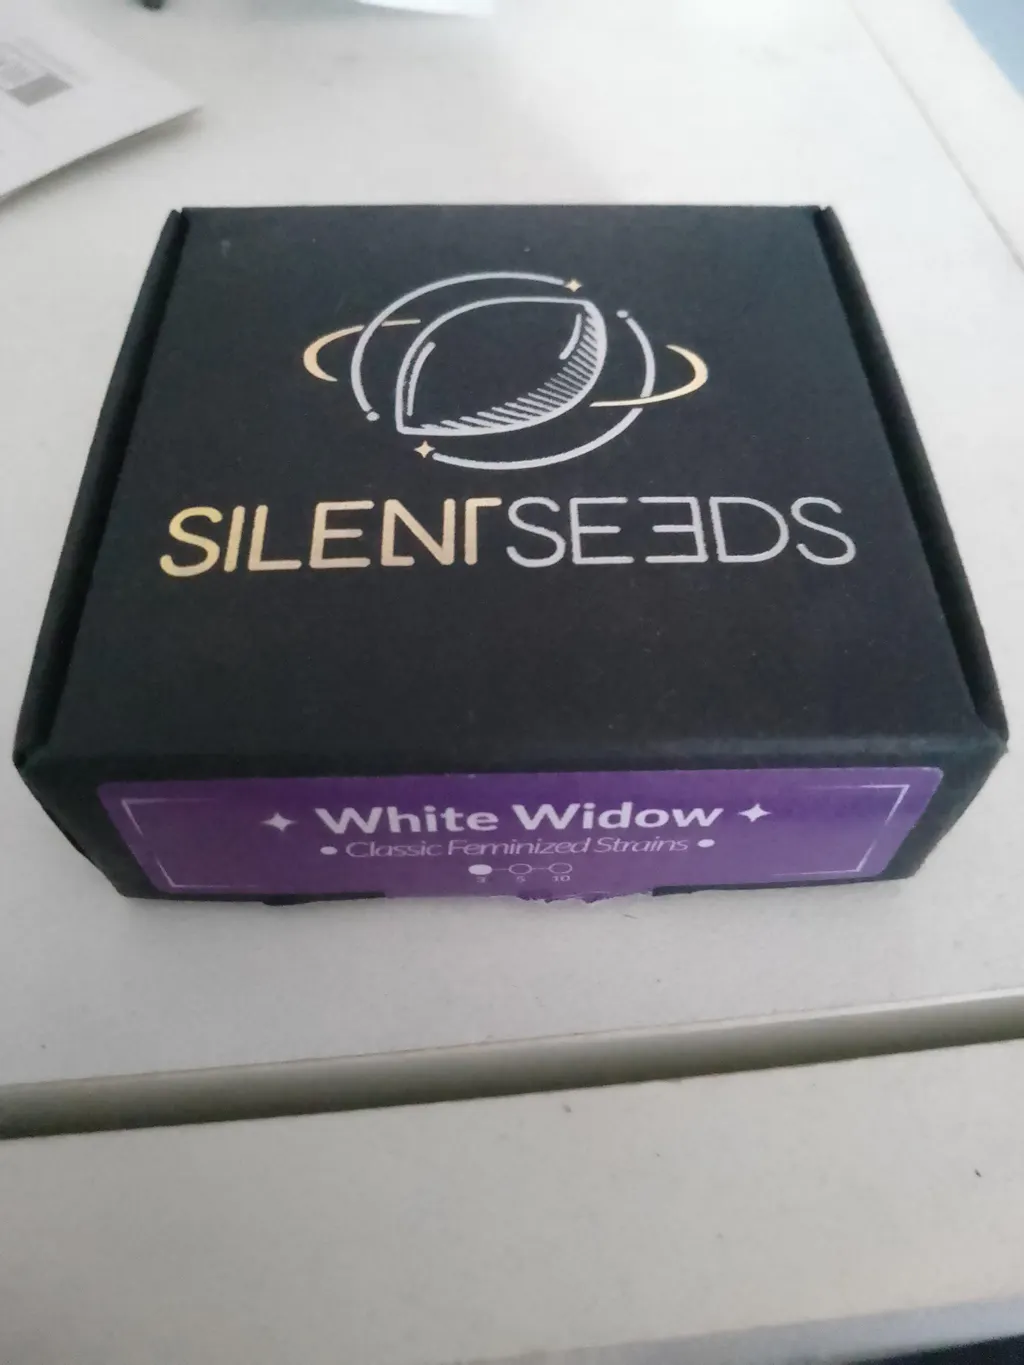 SILENTSEEDS
White Widow
• Classic Feminized Strains •
3 5 10